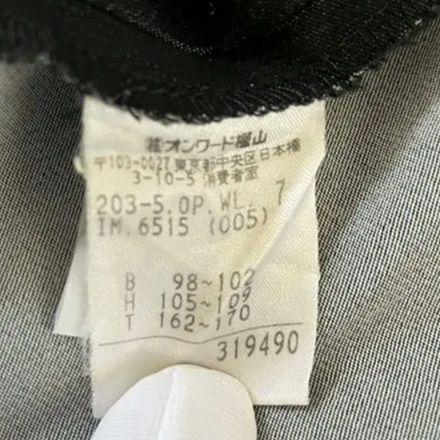 ㈱オンワード樫山
〒103-0027 東京都中央区日本橋
3-10-5 消費者室
203-5.OP.WL. 7
IM.6515 (005)
B 98~102
H 105~109
T 162~170
319490